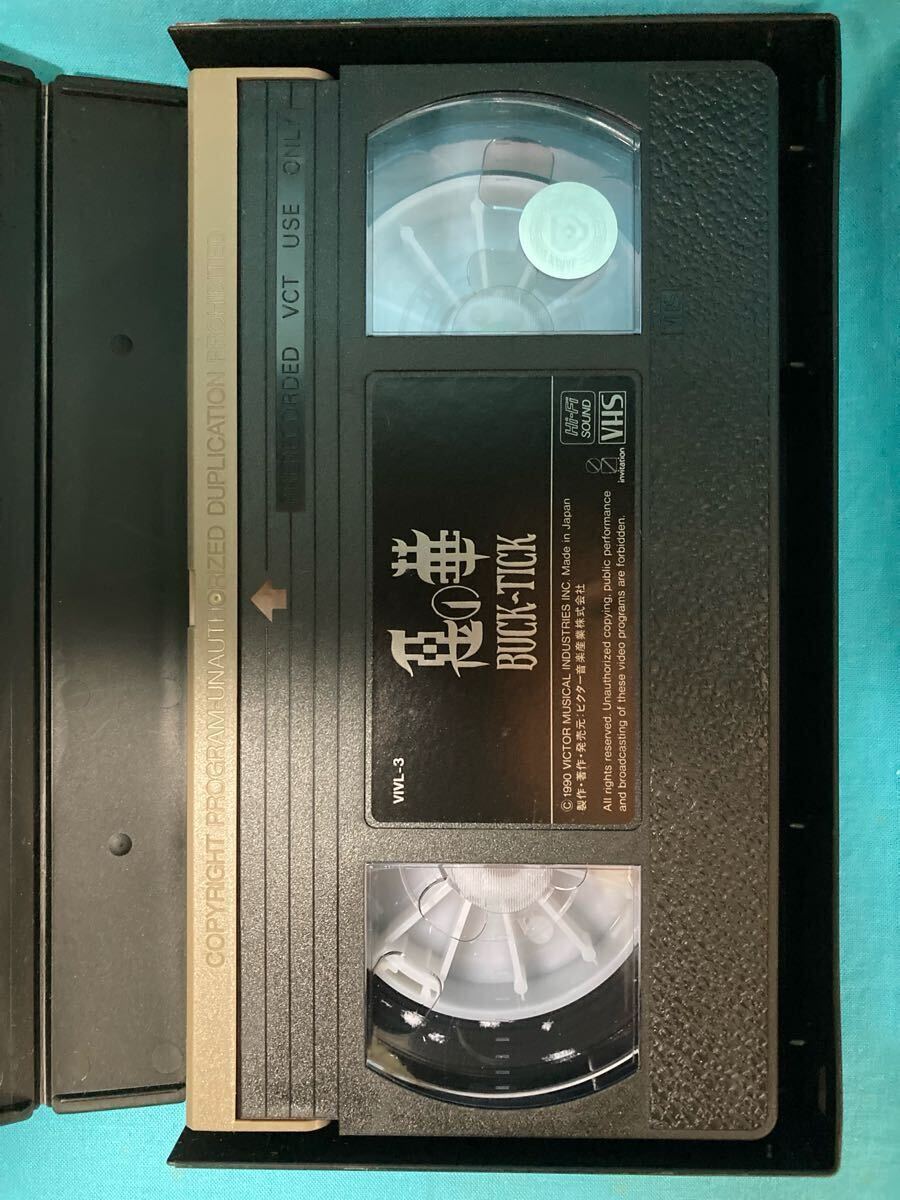 COPYRIGHT PROGRAM-UNAUTHORIZED DUPLICATION PROHIBITED
PRERECORDED VCT USE ONLY
VHS
悪の華
BUCK-TICK
VIVL-3
Hi-Fi
SOUND
VHS
invitation
© 1990 VICTOR MUSICAL INDUSTRIES INC. Made in Japan
製作・著作・発売元:ビクター音楽産業株式会社
All rights reserved. Unauthorized copying, public performance
and broadcasting of these video programs are forbidden.